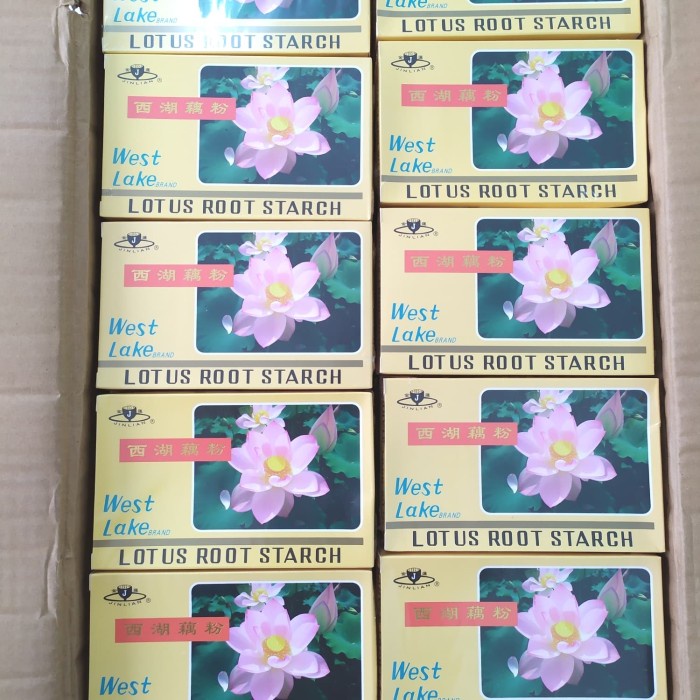 Lake
LOTUS ROOT STARCH
Lake BRAND
LOTUS ROOT STARCH
J
JINLIAN ®
西湖藕粉
West
Lake BRAND
LOTUS ROOT STARCH
J
JINLIAN ®
西湖藕粉
West
Lake BRAND
LOTUS ROOT STARCH
J
JINLIAN ®
西湖藕粉
West
Lake BRAND
LOTUS ROOT STARCH
J
JINLIAN ®
西湖藕粉
West
Lake BRAND
LOTUS ROOT STARCH
J
JINLIAN ®
西湖藕粉
West
Lake BRAND
LOTUS ROOT STARCH
J
JINLIAN ®
西湖藕粉
West
Lake BRAND
LOTUS ROOT STARCH
J
JINLIAN ®
西湖藕粉
West
J
JINLIAN ®
西湖藕粉
West
Lake BRAND